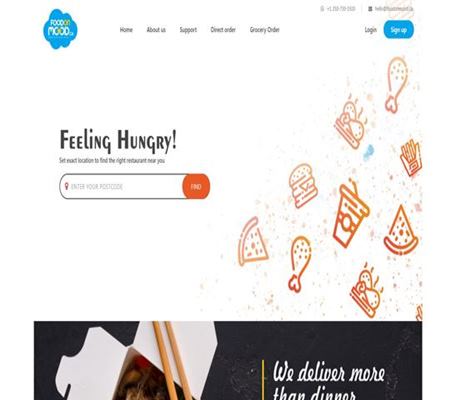 +1 250-730-1920
hello@foodonmood.ca
FOODON
MOOD.CA
Home
About us
Support
Direct order
Grocery Order
Login
Sign up
Feeling Hungry!
Set exact location to find the right restaurant near you
ENTER YOUR POSTCODE
FIND
We deliver more
than dinner